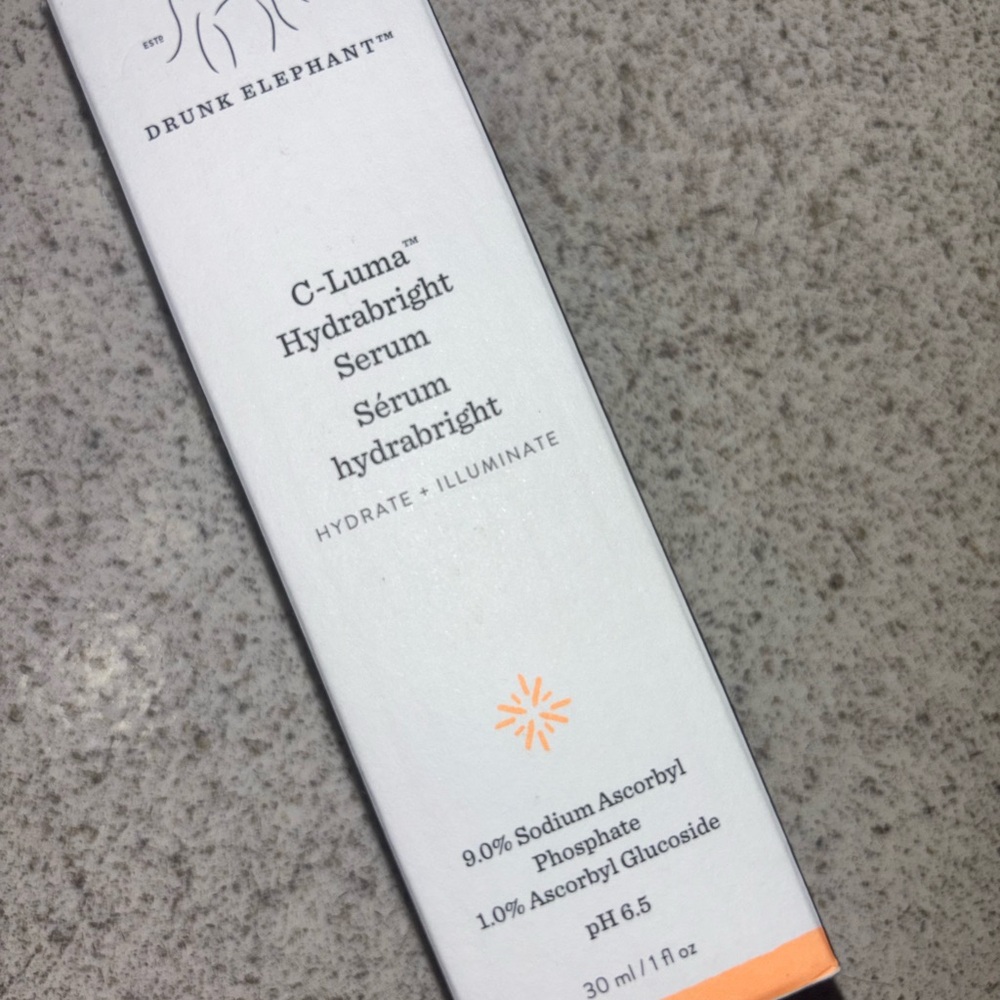 ESTD
DRUNK ELEPHANT™
C-Luma™
Hydrabright
Serum
Sérum
hydrabright
HYDRATE + ILLUMINATE
9.0% Sodium Ascorbyl
Phosphate
1.0% Ascorbyl Glucoside
pH 6.5
30 ml / 1 fl oz